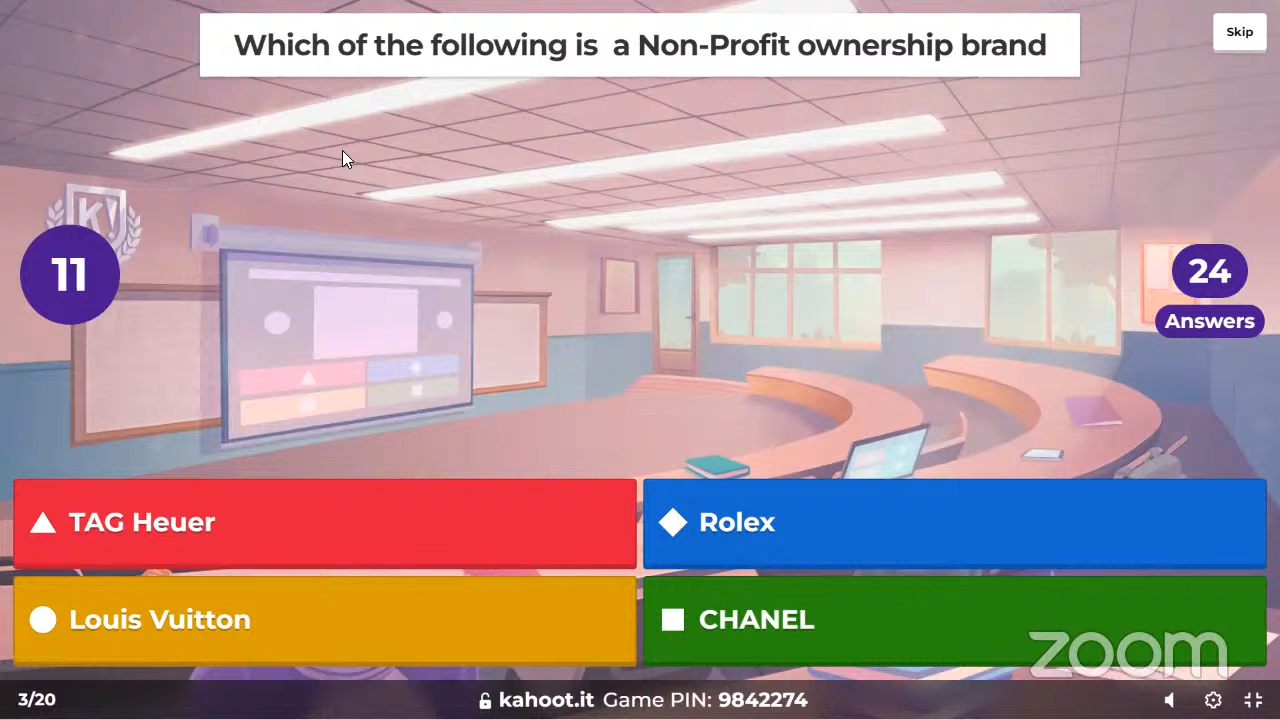 Which of the following is  a Non-Profit ownership brand
Skip
K!
11
24
Answers
TAG Heuer
Rolex
Louis Vuitton
CHANEL
zoom
3/20
kahoot.it Game PIN: 9842274